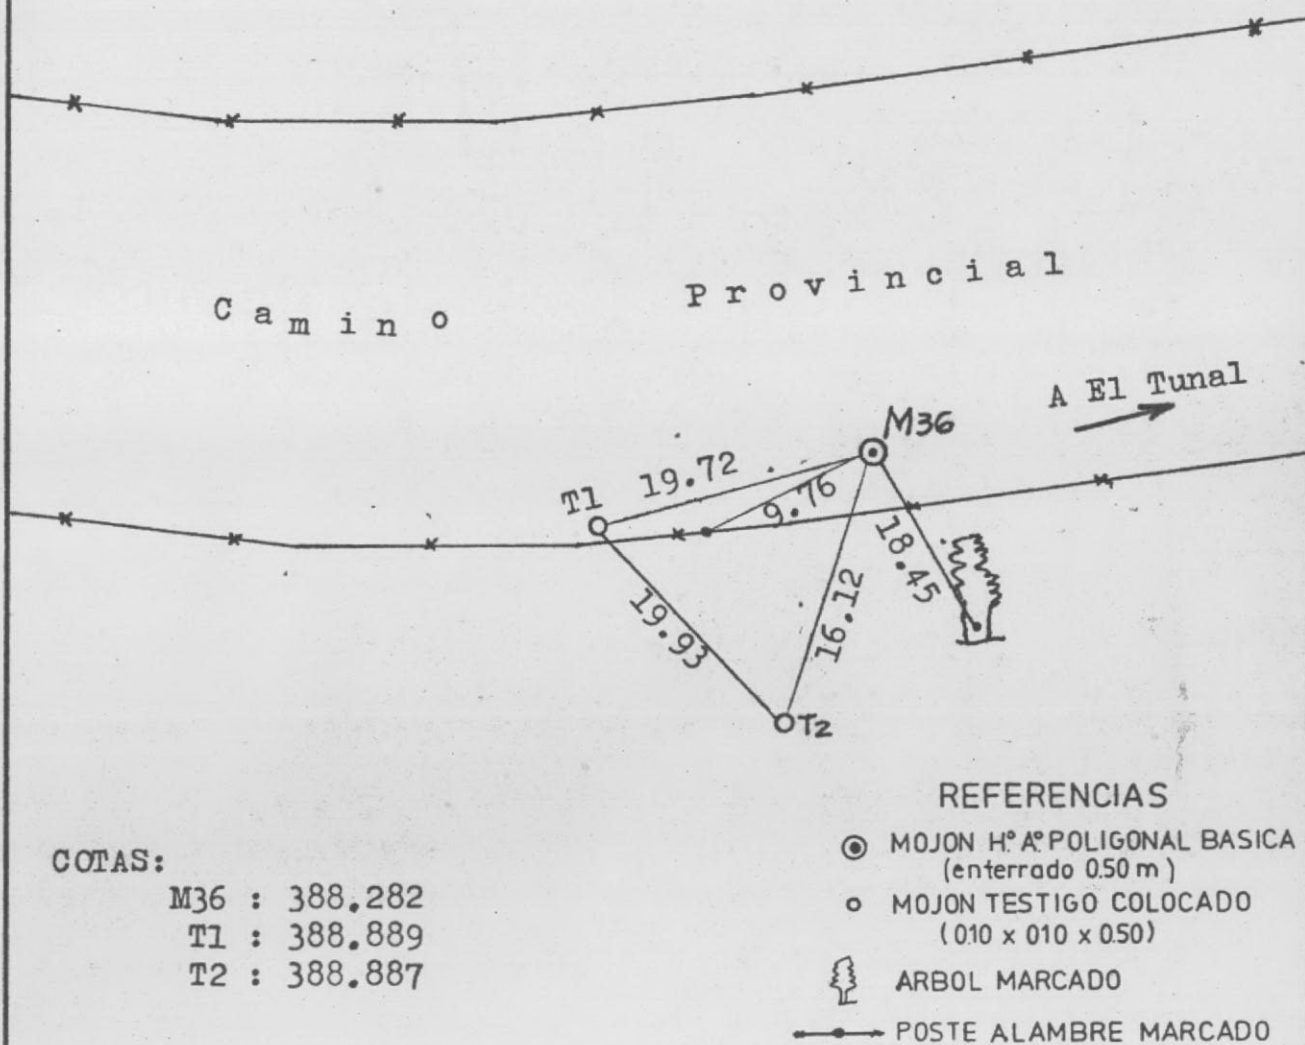 Camino Provincial
A El Tunal
M36
T1
19.72
9.76
18.45
16.12
19.93
T2
REFERENCIAS
MOJON Hº Aº POLIGONAL BASICA
(enterrado 0.50 m)
MOJON TESTIGO COLOCADO
(0.10 x 010 x 0.50)
ARBOL MARCADO
POSTE ALAMBRE MARCADO
COTAS:
M36 : 388.282
T1 : 388.889
T2 : 388.887